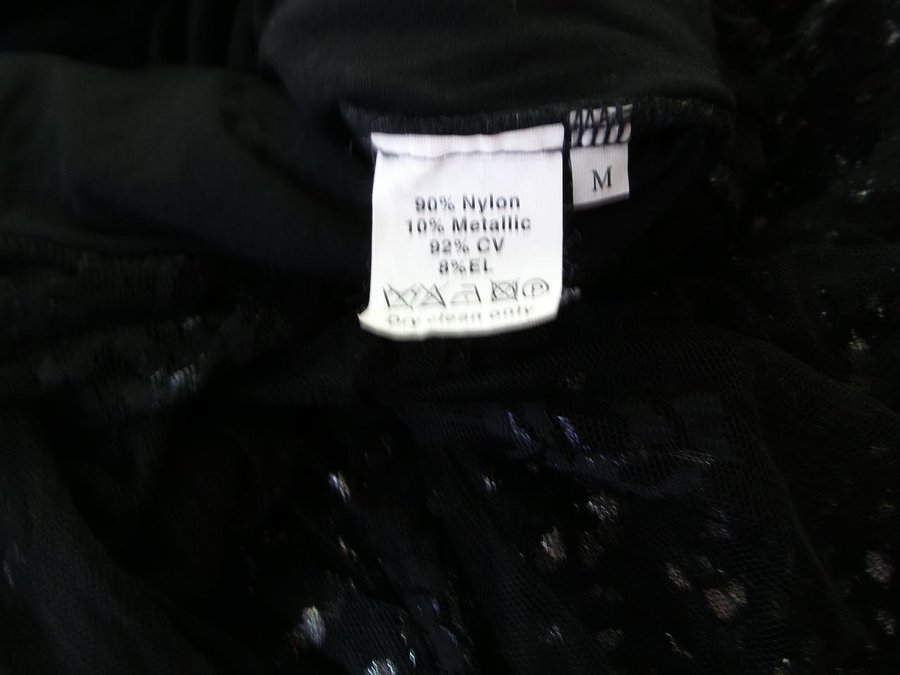 90% Nylon
10% Metallic
92% CV
8%EL
Dry clean only
M